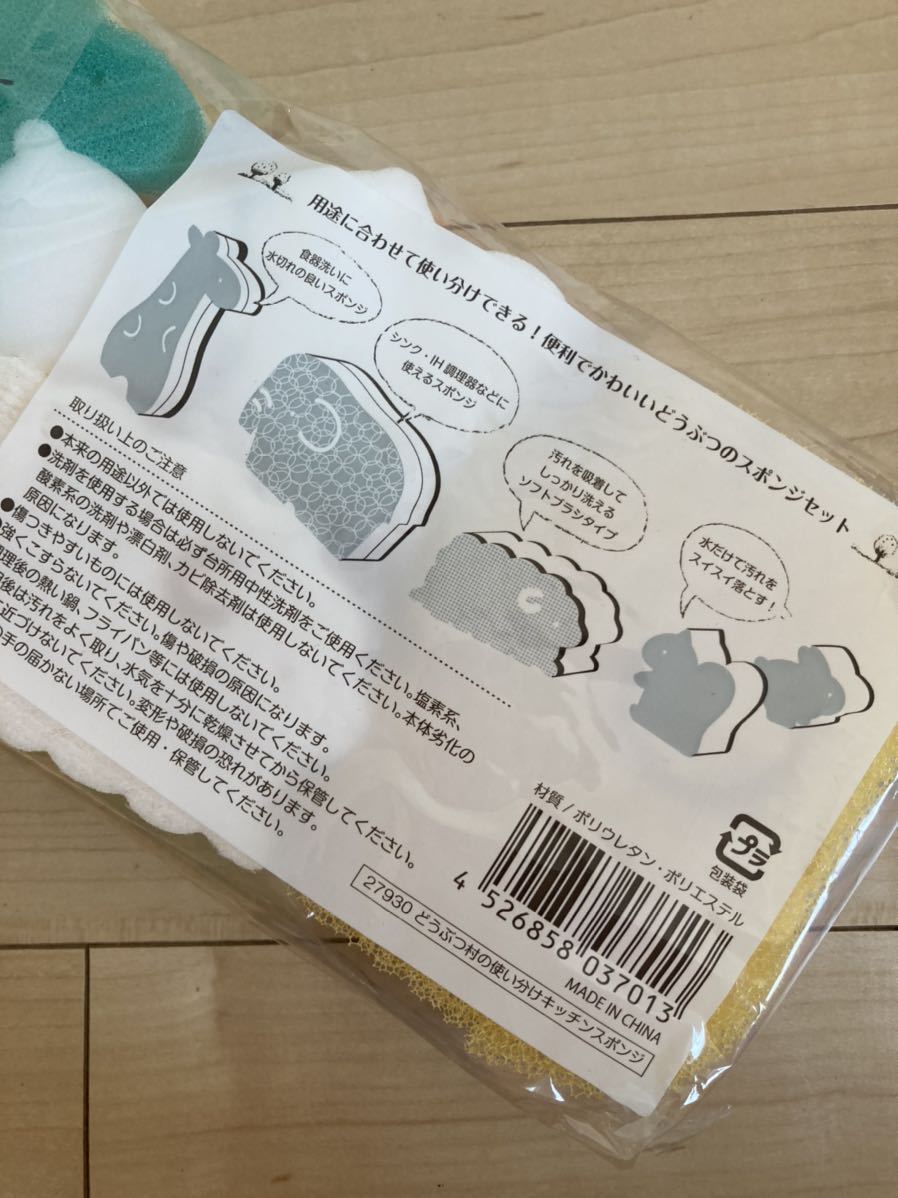 用途に合わせて使い分けできる！便利でかわいいどうぶつのスポンジセット
食器洗いに
水切れの良いスポンジ
シンク・IH調理器などに
使えるスポンジ
汚れを吸着して
しっかり洗える
ソフトブラシタイプ
水だけで汚れを
スイスイ落とす！
取り扱い上のご注意
●本来の用途以外では使用しないでください。
●洗剤を使用する場合は必ず台所用中性洗剤をご使用ください。塩素系、
酸素系の洗剤や漂白剤、カビ除去剤は使用しないでください。本体劣化の
原因になります。
●傷つきやすいものには使用しないでください。傷や破損の原因になります。
強くこすらないでください。
理後の熱い鍋、フライパン等には使用しないでください。
後は汚れをよく取り、水気を十分に乾燥させてから保管してください。
近づけないでください。変形や破損の恐れがあります。
手の届かない場所でご使用・保管してください。
保管してください。
材質/ポリウレタン・ポリエステル
プラ
包装袋
4 526858 037013
MADE IN CHINA
27930 どうぶつ村の使い分けキッチンスポンジ